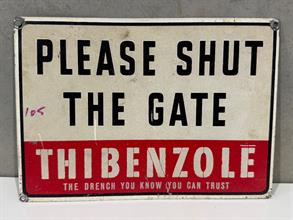 PLEASE SHUT
THE GATE
105
THIBENZOLE
THE DRENCH YOU KNOW YOU CAN TRUST